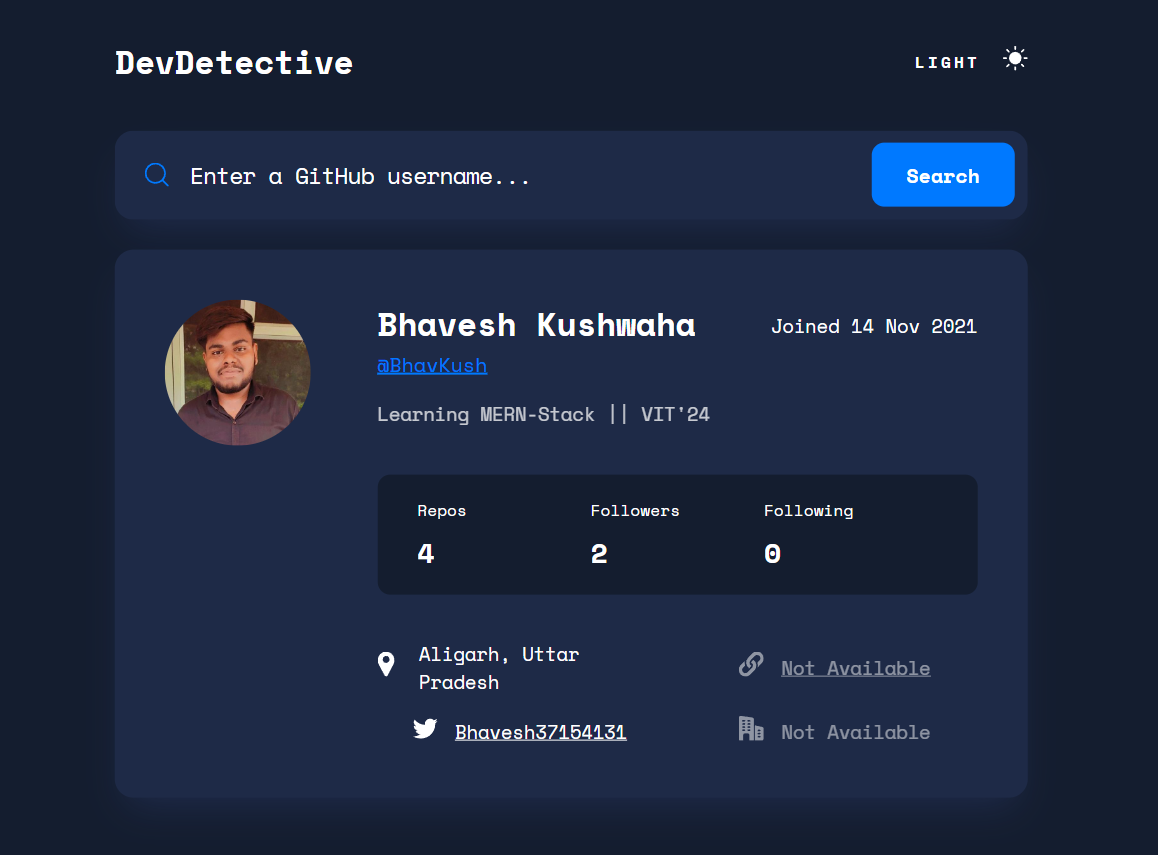 DevDetective
LIGHT
Enter a GitHub username...
Search
Bhavesh Kushwaha
Joined 14 Nov 2021
@BhavKush
Learning MERN-Stack || VIT'24
Repos
Followers
Following
4
2
0
Aligarh, Uttar
Pradesh
Not Available
Bhavesh37154131
Not Available